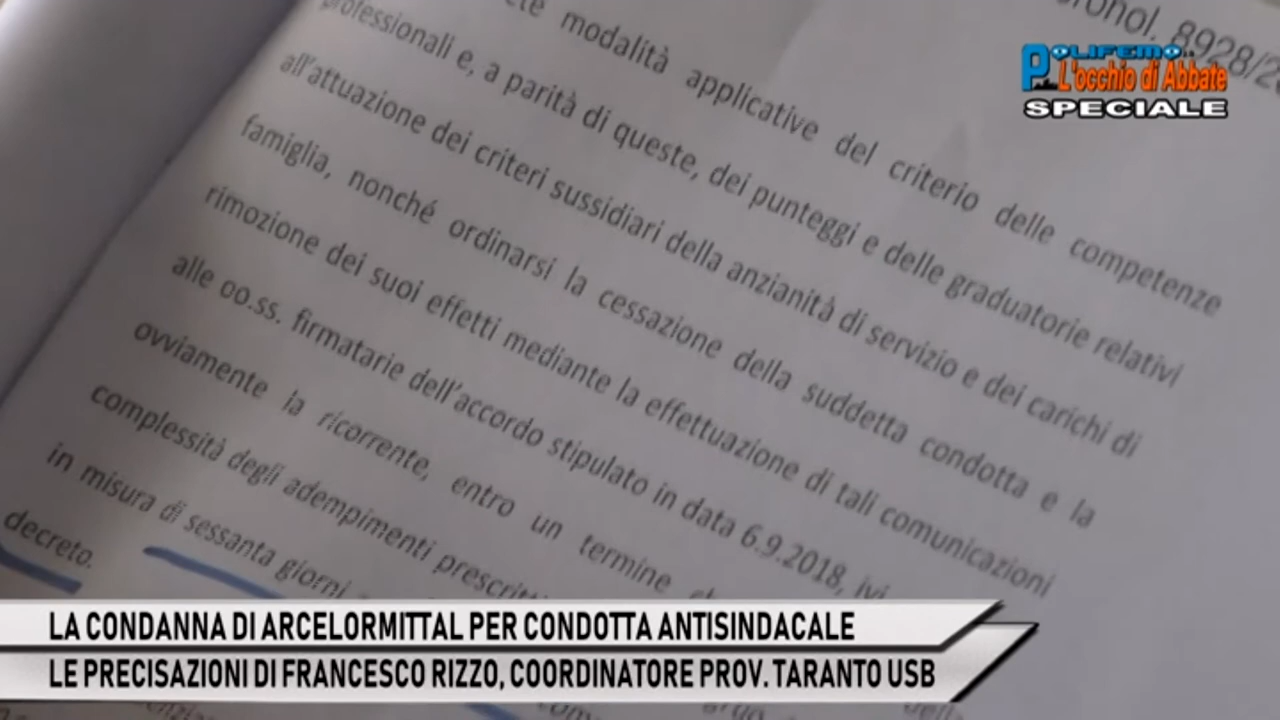 onol. 8928/2
POLIFEMO..
L'occhio di Abbate
SPECIALE
modalità applicative del criterio delle competenze
professionali e, a parità di queste, dei punteggi e delle graduatorie relativi
all'attuazione dei criteri sussidiari della anzianità di servizio e dei carichi di
famiglia, nonché ordinarsi la cessazione della suddetta condotta e la
rimozione dei suoi effetti mediante la effettuazione di tali comunicazioni
alle oo.ss. firmatarie dell'accordo stipulato in data 6.9.2018, ivi
ovviamente la ricorrente, entro un termine
complessità degli adempimenti
in misura di sessanta giorni
decreto.
LA CONDANNA DI ARCELORMITTAL PER CONDOTTA ANTISINDACALE
LE PRECISAZIONI DI FRANCESCO RIZZO, COORDINATORE PROV. TARANTO USB